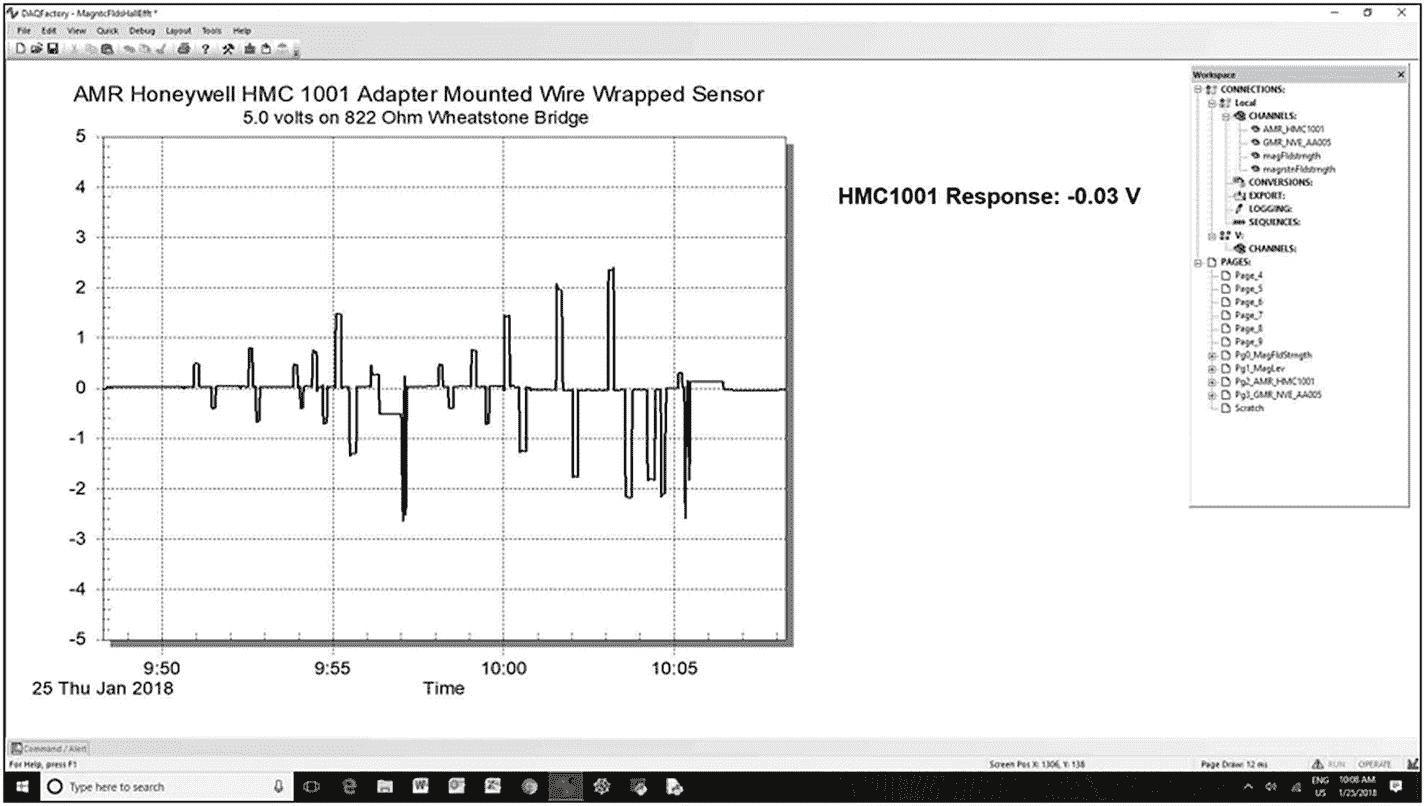 DAQFactory - MagntcFldsHallEfft *
File Edit View Quick Debug Layout Tools Help
AMR Honeywell HMC 1001 Adapter Mounted Wire Wrapped Sensor
5.0 volts on 822 Ohm Wheatstone Bridge
5
4
3
2
1
0
-1
-2
-3
-4
-5
9:50 9:55 10:00 10:05
25 Thu Jan 2018 Time
HMC1001 Response: -0.03 V
Workspace
CONNECTIONS:
Local
CHANNELS:
AMR_HMC1001
GMR_NVE_AA005
magFldstrngth
magrstnFldstrngth
CONVERSIONS:
EXPORT:
LOGGING:
SEQUENCES:
V:
CHANNELS:
PAGES:
Page_4
Page_5
Page_6
Page_7
Page_8
Page_9
Pg0_MagFldStrngth
Pg1_MagLev
Pg2_AMR_HMC1001
Pg3_GMR_NVE_AA005
Scratch
Command / Alert
For Help, press F1 Screen Pos X: 1306, Y: 138 Page Draw: 12 ms RUN OPERATE
Type here to search
ENG
US
10:08 AM
1/25/2018